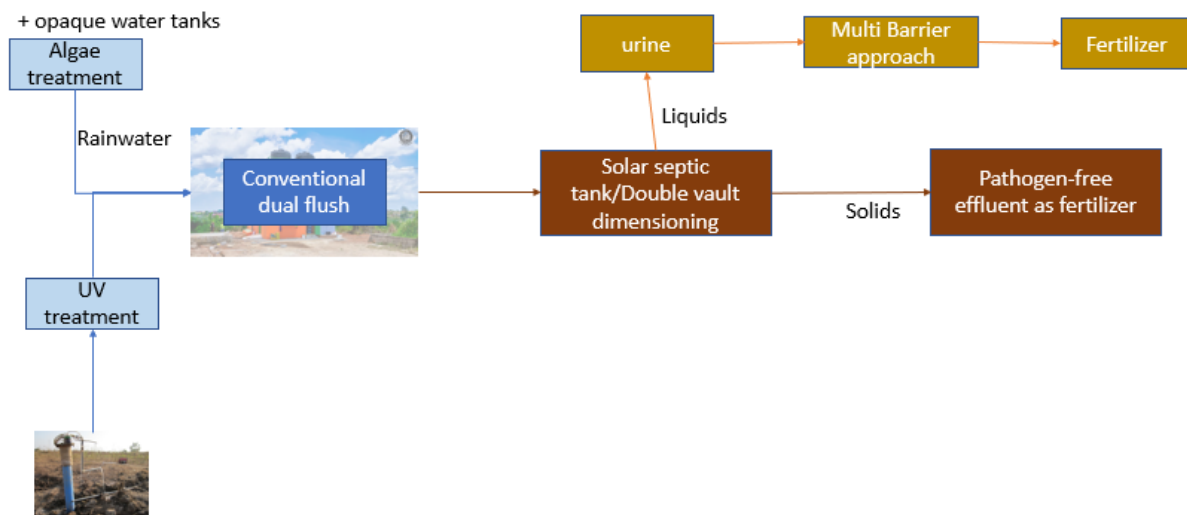 + opaque water tanks
Algae
treatment
Rainwater
Conventional
dual flush
UV
treatment
urine
Multi Barrier
approach
Fertilizer
Liquids
Solar septic
tank/Double vault
dimensioning
Solids
Pathogen-free
effluent as fertilizer